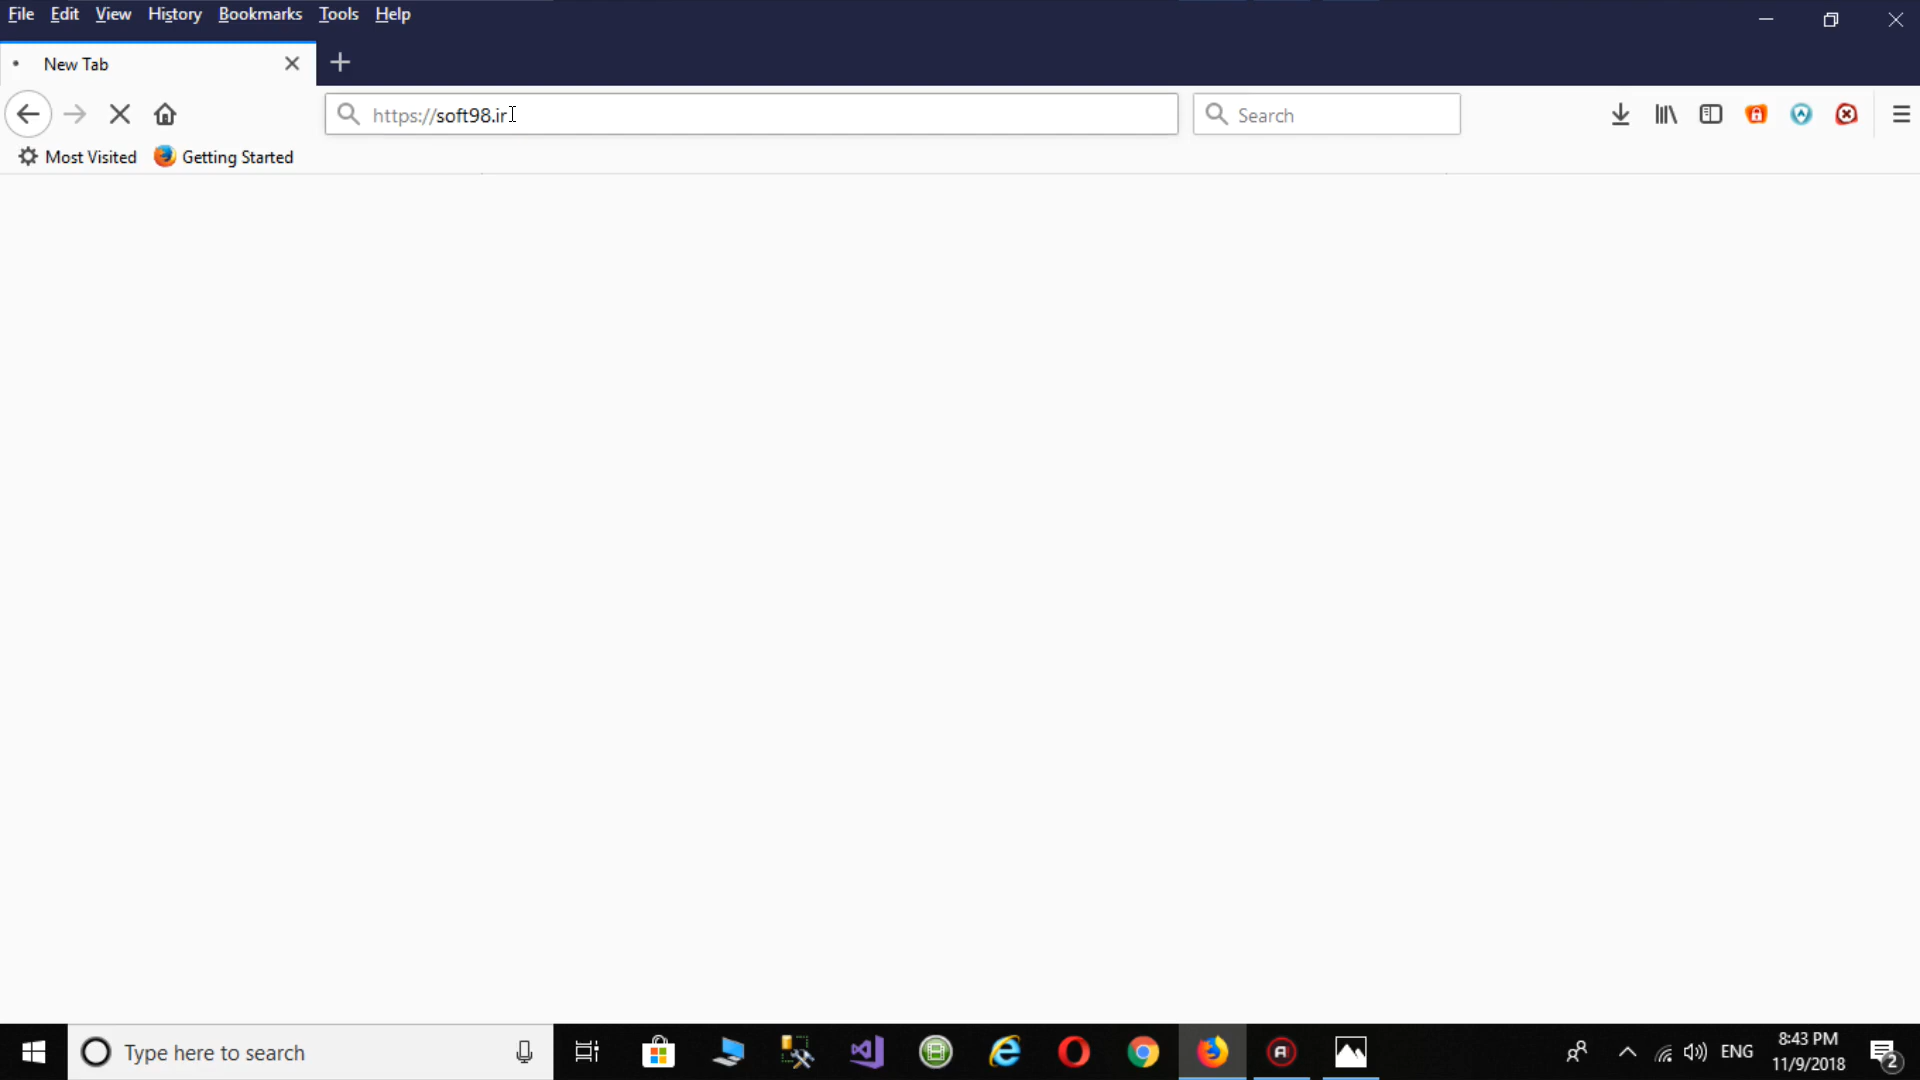 File Edit View History Bookmarks Tools Help
New Tab
https://soft98.ir
Search
Most Visited Getting Started
Type here to search
ENG
8:43 PM
11/9/2018
2